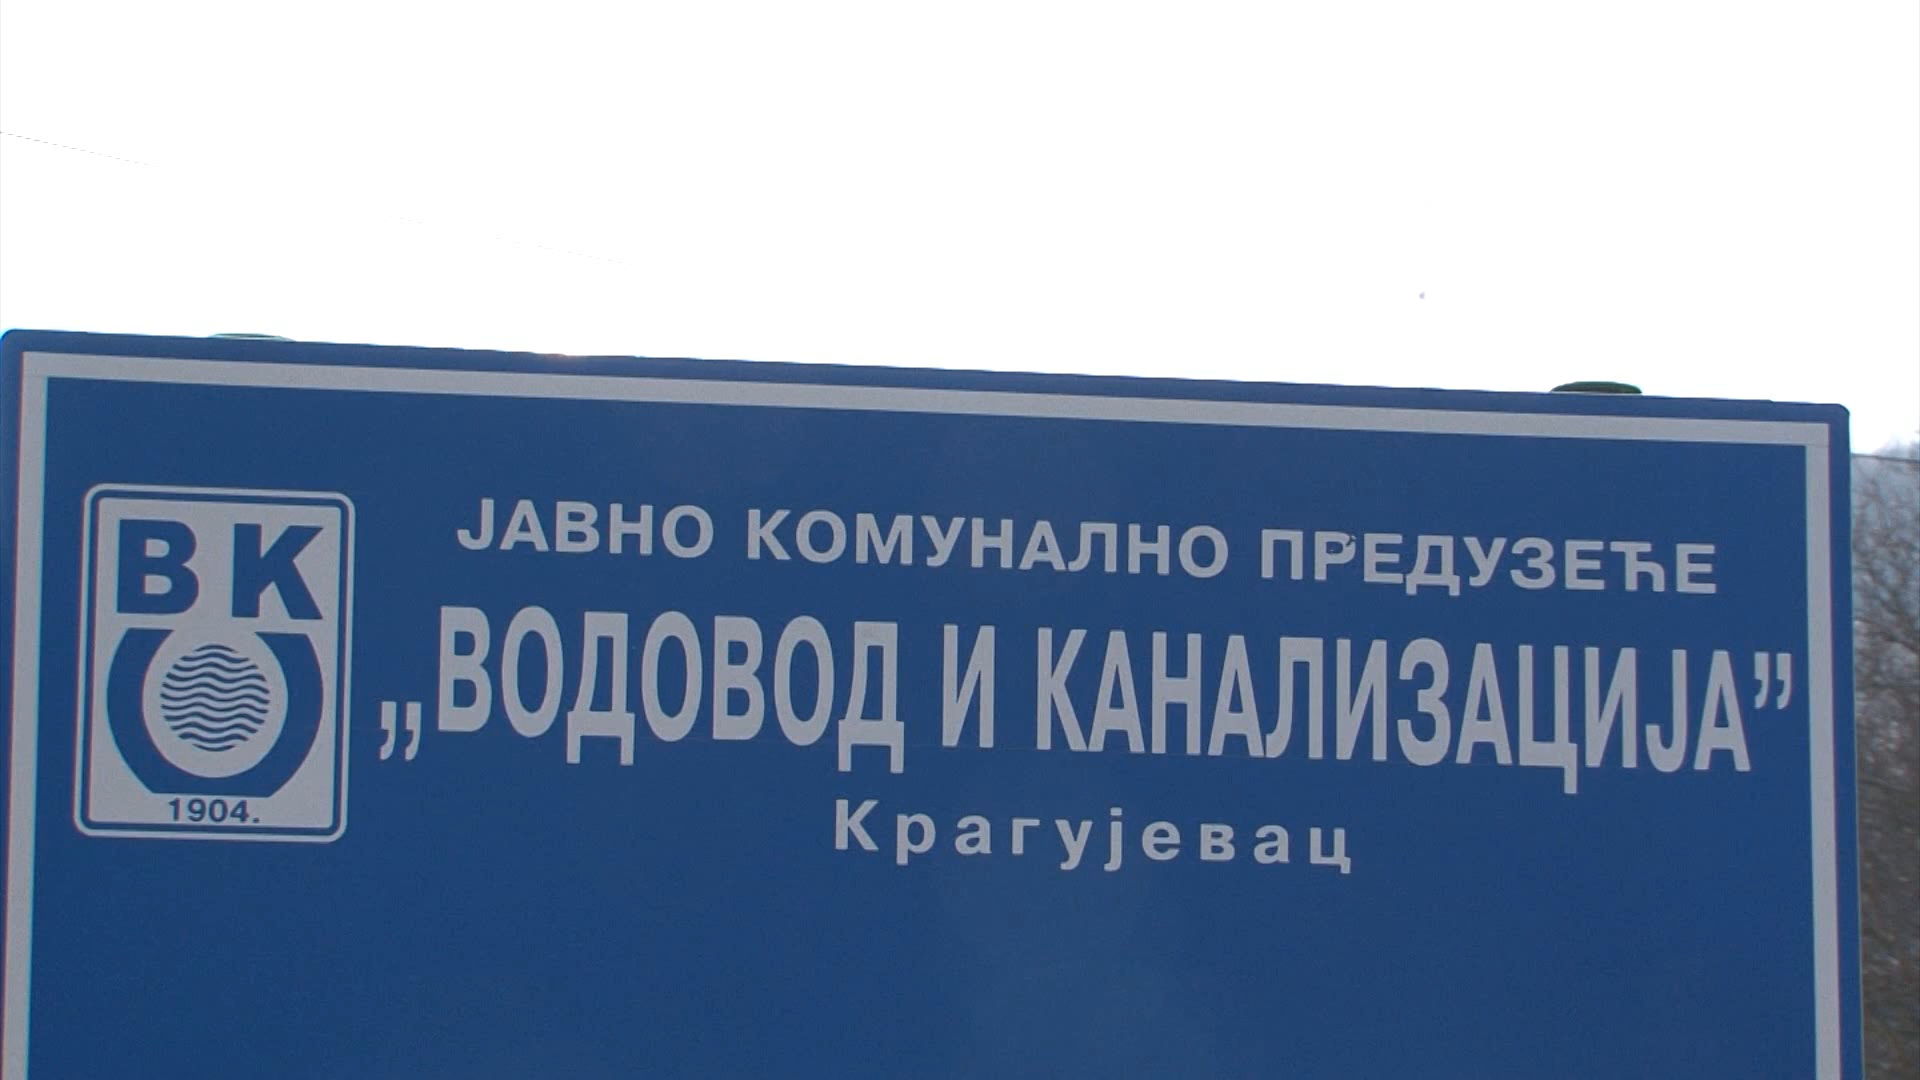 ВК
1904.
ЈАВНО КОМУНАЛНО ПРЕДУЗЕЋЕ
„ВОДОВОД И КАНАЛИЗАЦИЈА”
Крагујевац